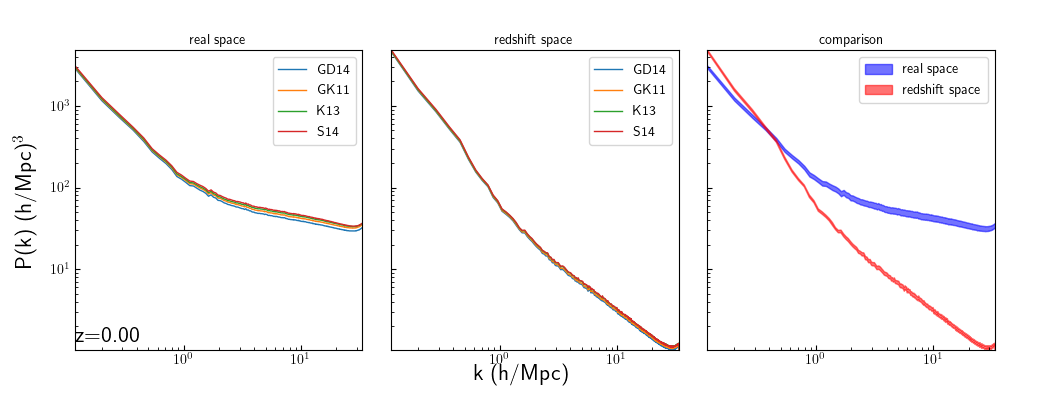 real space
redshift space
comparison
P(k) (h/Mpc)³
10³
10²
10¹
GD14
GK11
K13
S14
GD14
GK11
K13
S14
real space
redshift space
z=0.00
10⁰
10¹
10⁰
10¹
10⁰
10¹
k (h/Mpc)